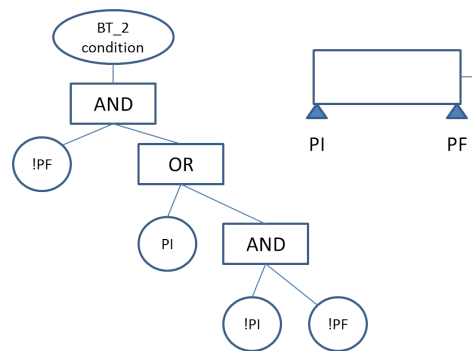 BT_2
condition
AND
!PF
OR
PI
AND
!PI
!PF
PI
PF